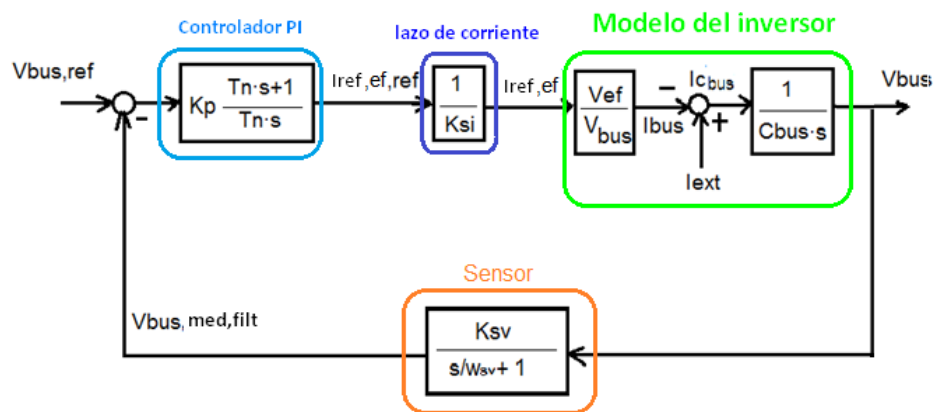 Controlador PI
lazo de corriente
Modelo del inversor
Vbus,ref
-
Kp Tn·s+1
Tn·s
Iref,ef,ref
1
Ksi
Iref,ef
Vef
Vbus
-
Ibus
Icbus
+
Iext
1
Cbus·s
Vbus
Sensor
Vbus,med,filt
Ksv
s/wsv+ 1